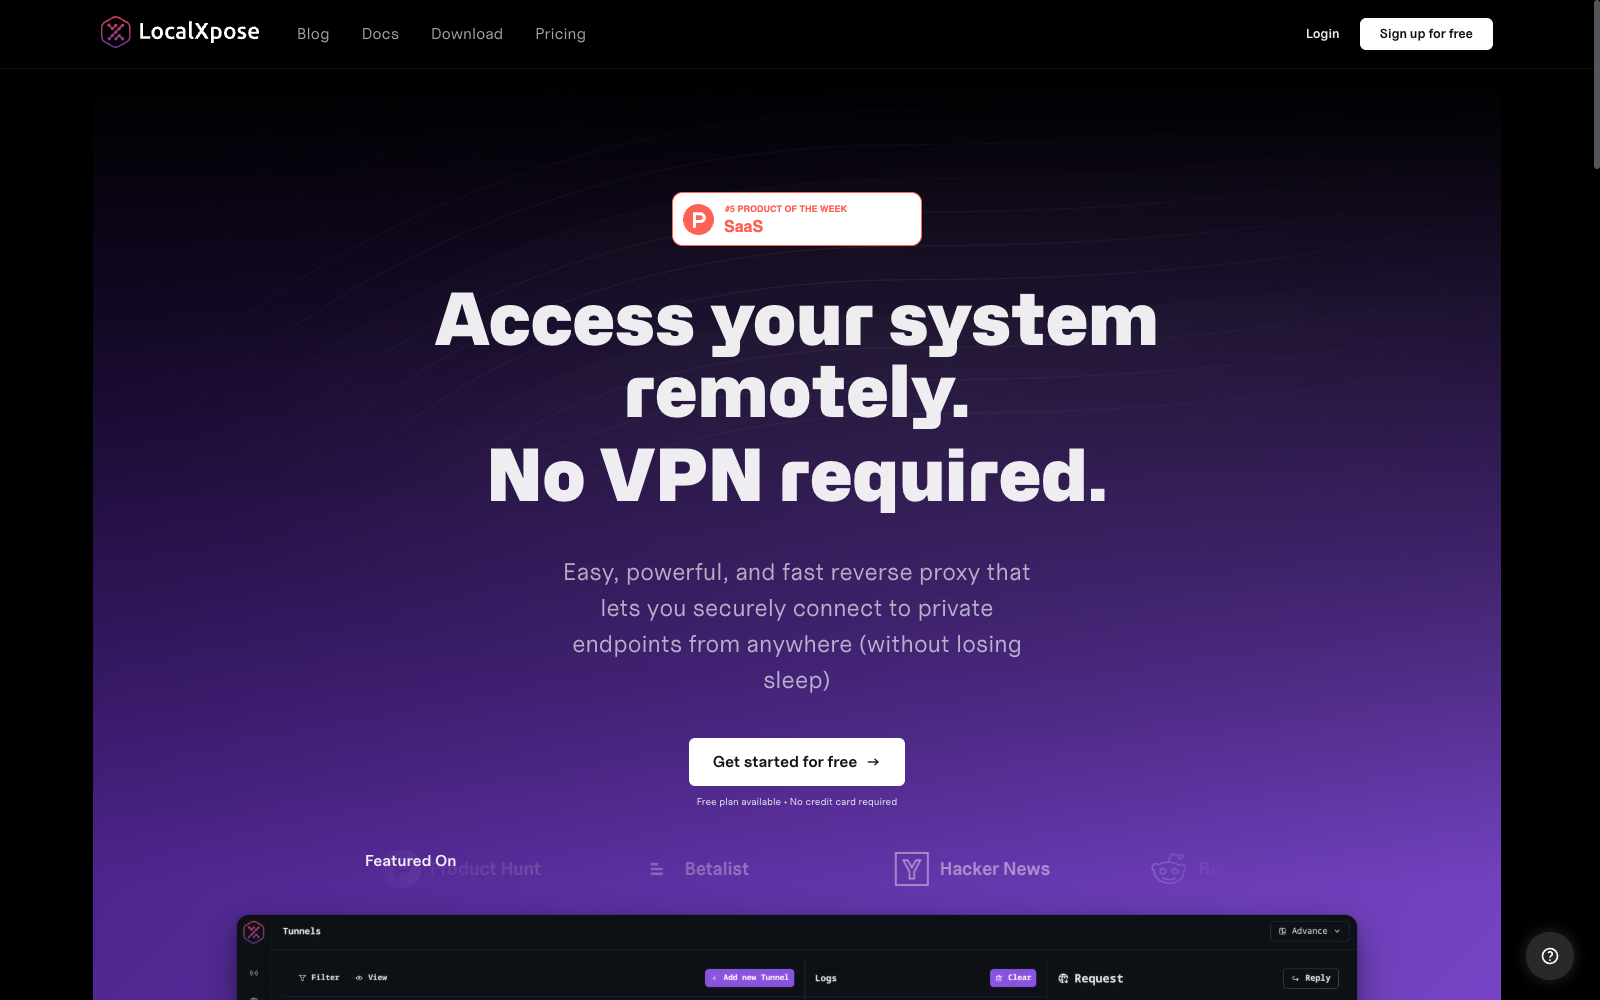 LocalXpose
Blog
Docs
Download
Pricing
Login
Sign up for free
#5 PRODUCT OF THE WEEK
SaaS
Access your system
remotely.
No VPN required.
Easy, powerful, and fast reverse proxy that
lets you securely connect to private
endpoints from anywhere (without losing
sleep)
Get started for free →
Free plan available • No credit card required
Featured On
Product Hunt
Betalist
Hacker News
Tunnels
Advance
Filter
View
+ Add new Tunnel
Logs
Clear
Request
Reply